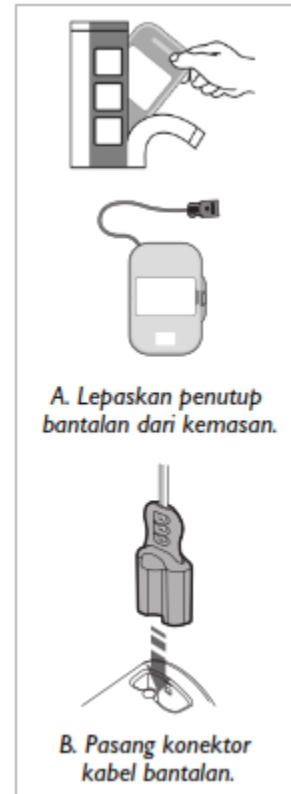 A. Lepaskan penutup
bantalan dari kemasan.
B. Pasang konektor
kabel bantalan.